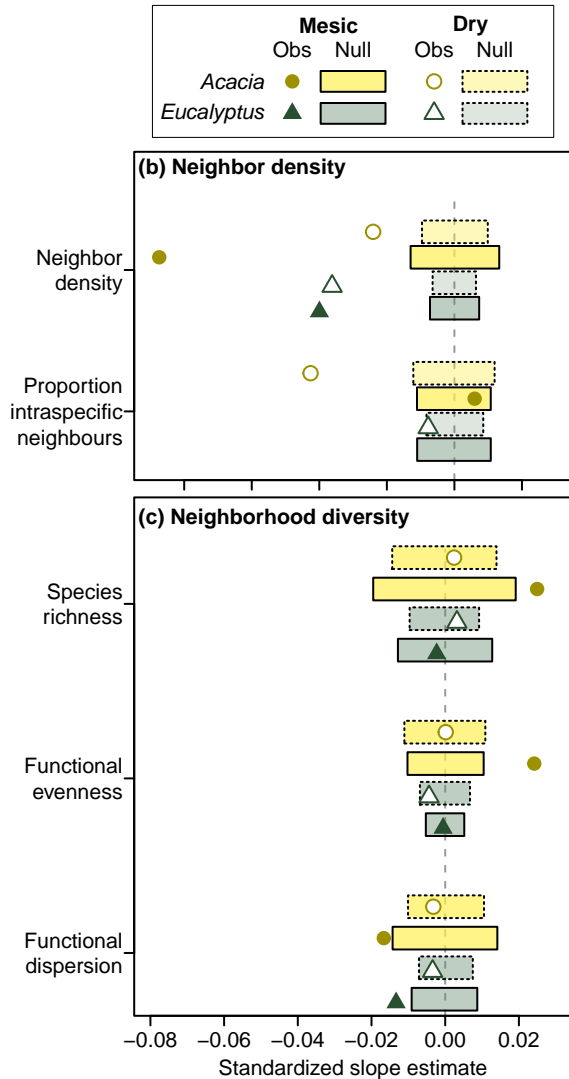 Mesic Dry
Obs Null Obs Null
Acacia
Eucalyptus
(b) Neighbor density
Neighbor
density
Proportion
intraspecific
neighbours
(c) Neighborhood diversity
Species
richness
Functional
evenness
Functional
dispersion
−0.08 −0.06 −0.04 −0.02 0.00 0.02
Standardized slope estimate